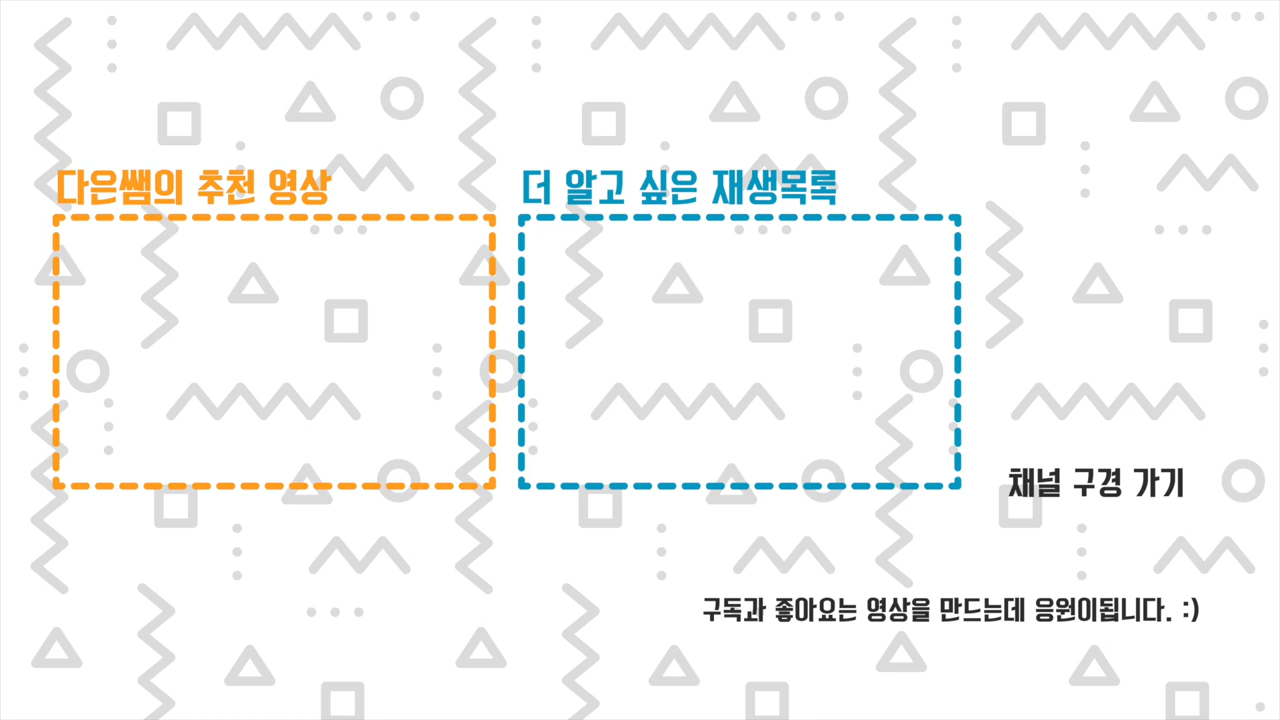 다은쌤의 추천 영상
더 알고 싶은 재생목록
채널 구경 가기
구독과 좋아요는 영상을 만드는데 응원이됩니다. :)